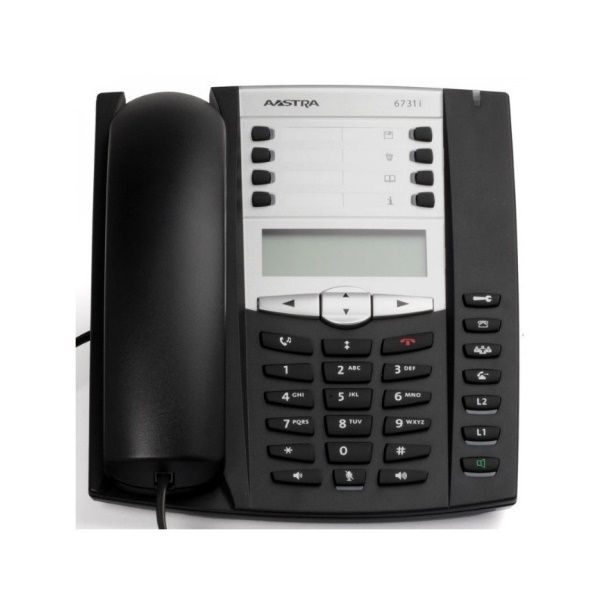 AASTRA 6731i
i
1 2 ABC 3 DEF
4 GHI 5 JKL 6 MNO
7 PQRS 8 TUV 9 WXYZ
* 0 #
L2
L1